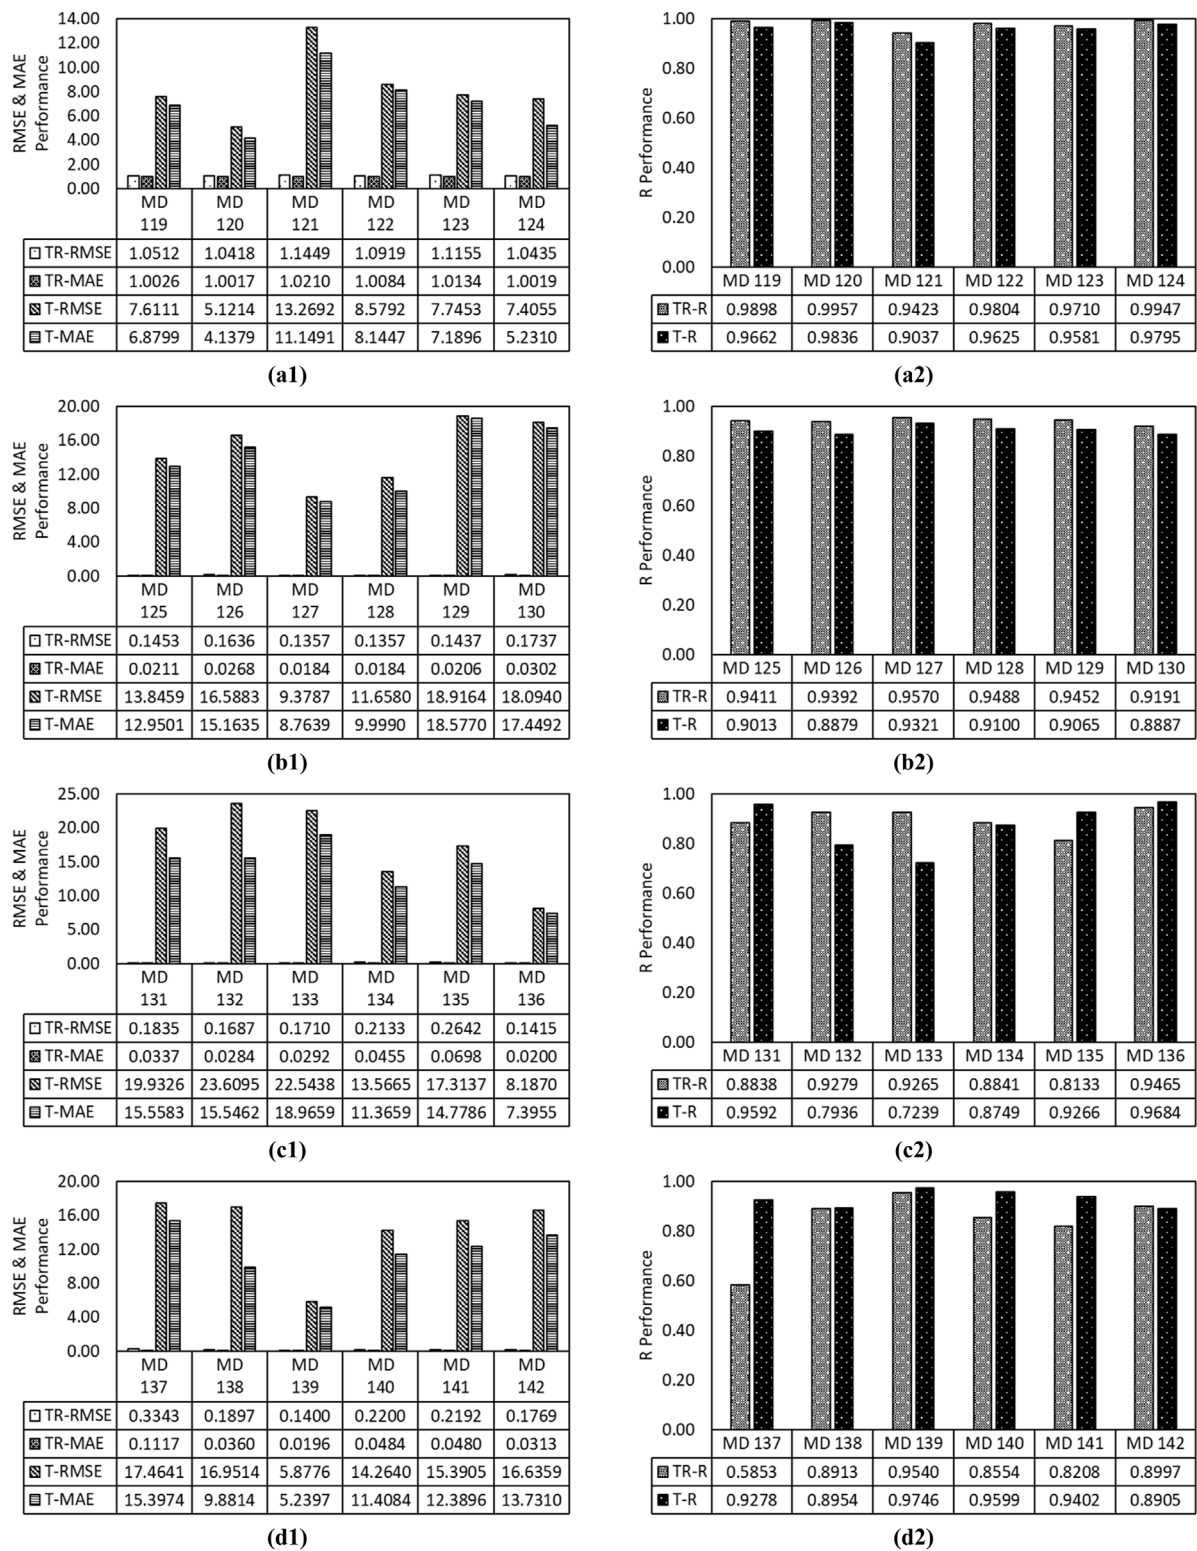 RMSE & MAE
Performance
14.00
12.00
10.00
8.00
6.00
4.00
2.00
0.00
MD 119 MD 120 MD 121 MD 122 MD 123 MD 124
TR-RMSE 1.0512 1.0418 1.1449 1.0919 1.1155 1.0435
TR-MAE 1.0026 1.0017 1.0210 1.0084 1.0134 1.0019
T-RMSE 7.6111 5.1214 13.2692 8.5792 7.7453 7.4055
T-MAE 6.8799 4.1379 11.1491 8.1447 7.1896 5.2310
(a1)
R Performance
1.00
0.80
0.60
0.40
0.20
0.00
MD 119 MD 120 MD 121 MD 122 MD 123 MD 124
TR-R 0.9898 0.9957 0.9423 0.9804 0.9710 0.9947
T-R 0.9662 0.9836 0.9037 0.9625 0.9581 0.9795
(a2)
RMSE & MAE
Performance
20.00
16.00
12.00
8.00
4.00
0.00
MD 125 MD 126 MD 127 MD 128 MD 129 MD 130
TR-RMSE 0.1453 0.1636 0.1357 0.1357 0.1437 0.1737
TR-MAE 0.0211 0.0268 0.0184 0.0184 0.0206 0.0302
T-RMSE 13.8459 16.5883 9.3787 11.6580 18.9164 18.0940
T-MAE 12.9501 15.1635 8.7639 9.9990 18.5770 17.4492
(b1)
R Performance
1.00
0.80
0.60
0.40
0.20
0.00
MD 125 MD 126 MD 127 MD 128 MD 129 MD 130
TR-R 0.9411 0.9392 0.9570 0.9488 0.9452 0.9191
T-R 0.9013 0.8879 0.9321 0.9100 0.9065 0.8887
(b2)
RMSE & MAE
Performance
25.00
20.00
15.00
10.00
5.00
0.00
MD 131 MD 132 MD 133 MD 134 MD 135 MD 136
TR-RMSE 0.1835 0.1687 0.1710 0.2133 0.2642 0.1415
TR-MAE 0.0337 0.0284 0.0292 0.0455 0.0698 0.0200
T-RMSE 19.9326 23.6095 22.5438 13.5665 17.3137 8.1870
T-MAE 15.5583 15.5462 18.9659 11.3659 14.7786 7.3955
(c1)
R Performance
1.00
0.80
0.60
0.40
0.20
0.00
MD 131 MD 132 MD 133 MD 134 MD 135 MD 136
TR-R 0.8838 0.9279 0.9265 0.8841 0.8133 0.9465
T-R 0.9592 0.7936 0.7239 0.8749 0.9266 0.9684
(c2)
RMSE & MAE
Performance
20.00
16.00
12.00
8.00
4.00
0.00
MD 137 MD 138 MD 139 MD 140 MD 141 MD 142
TR-RMSE 0.3343 0.1897 0.1400 0.2200 0.2192 0.1769
TR-MAE 0.1117 0.0360 0.0196 0.0484 0.0480 0.0313
T-RMSE 17.4641 16.9514 5.8776 14.2640 15.3905 16.6359
T-MAE 15.3974 9.8814 5.2397 11.4084 12.3896 13.7310
(d1)
R Performance
1.00
0.80
0.60
0.40
0.20
0.00
MD 137 MD 138 MD 139 MD 140 MD 141 MD 142
TR-R 0.5853 0.8913 0.9540 0.8554 0.8208 0.8997
T-R 0.9278 0.8954 0.9746 0.9599 0.9402 0.8905
(d2)